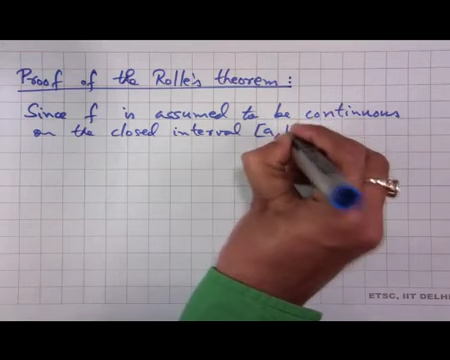 Proof of the Rolle's theorem :
Since f is assumed to be continuous
on the closed interval [a,
ETSC, IIT DELHI